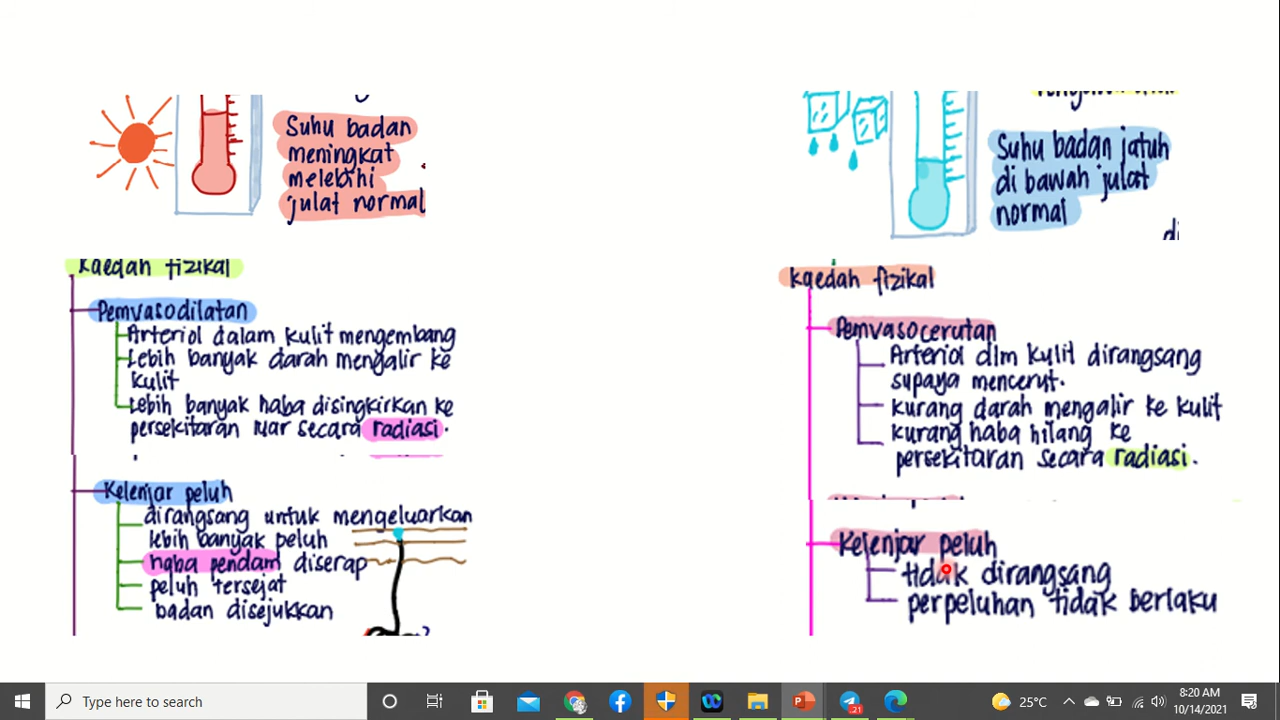 Suhu badan
meningkat
melebihi
julat normal
Kaedah fizikal
Pemvasodilatan
Arteriol dalam kulit mengembang
Lebih banyak darah mengalir ke
kulit
Lebih banyak haba disingkirkan ke
persekitaran luar secara radiasi.
Kelenjar peluh
dirangsang untuk mengeluarkan
lebih banyak peluh
haba pendam diserap
peluh tersejat
badan disejukkan
Suhu badan jatuh
di bawah julat
normal
di
Kaedah fizikal
Pemvasocerutan
Arteriol dlm kulit dirangsang
supaya mencerut.
kurang darah mengalir ke kulit
kurang haba hilang ke
persekitaran secara radiasi.
Kelenjar peluh
tidak dirangsang
perpeluhan tidak berlaku
Type here to search
21
25°C
8:20 AM
10/14/2021